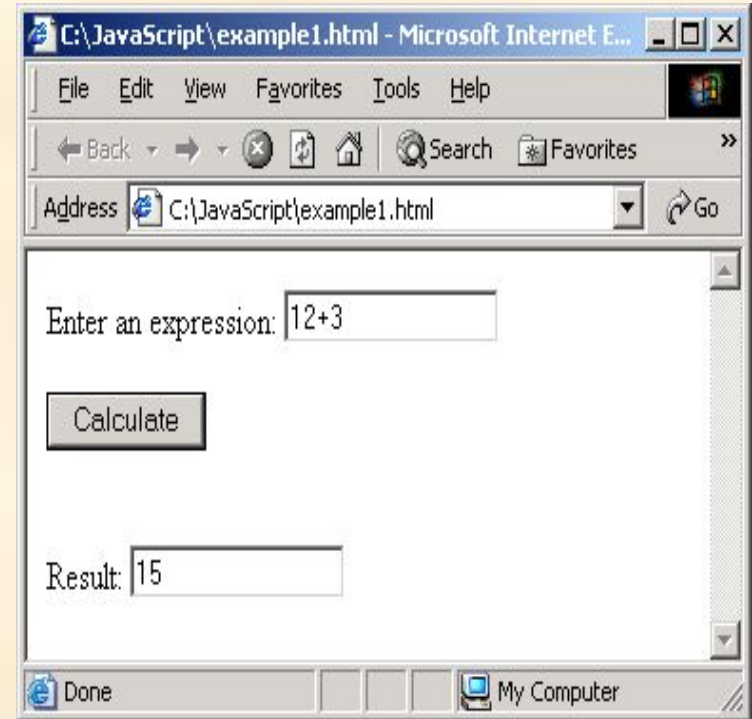 C:\JavaScript\example1.html - Microsoft Internet E...
File Edit View Favorites Tools Help
Back Search Favorites »
Address C:\JavaScript\example1.html Go
Enter an expression: 12+3
Calculate
Result: 15
Done My Computer